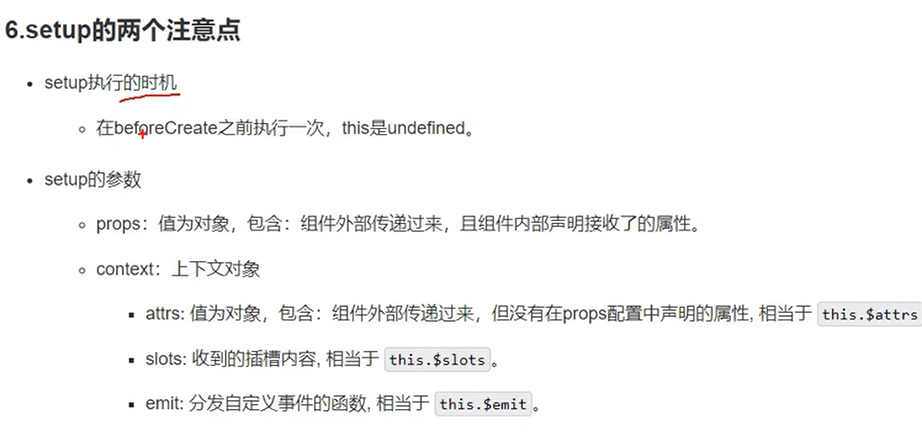 6.setup的两个注意点
setup执行的时机
在beforeCreate之前执行一次，this是undefined。
setup的参数
props：值为对象，包含：组件外部传递过来，且组件内部声明接收了的属性。
context：上下文对象
attrs: 值为对象，包含：组件外部传递过来，但没有在props配置中声明的属性, 相当于 this.$attrs
slots: 收到的插槽内容, 相当于 this.$slots。
emit: 分发自定义事件的函数, 相当于 this.$emit。